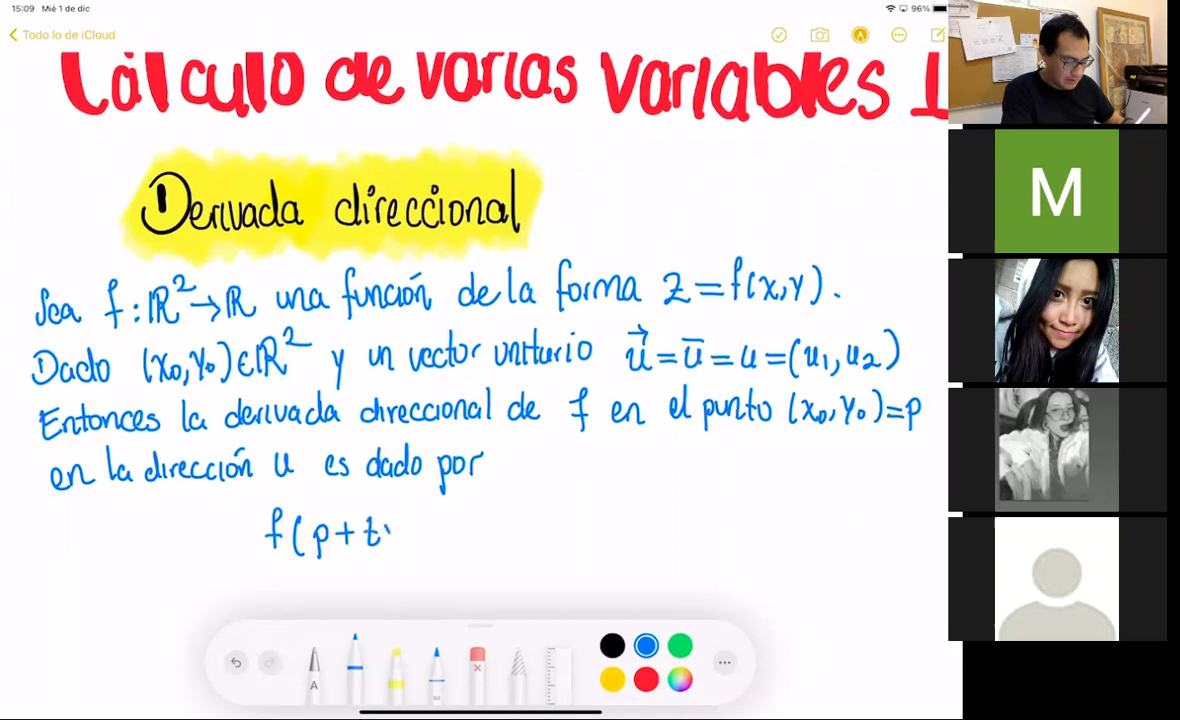 15:09 Mié 1 de dic
96%
Todo lo de iCloud
Cálculo de varias variables 1
Derivada direccional
Sea f : ℝ² → ℝ una función de la forma z = f(x,y).
Dado (x₀,y₀) ∈ ℝ² y un vector unitario u⃗ = ū = u = (u₁, u₂)
Entonces la derivada direccional de f en el punto (x₀,y₀) = p
en la dirección u es dado por
f(p + t
A
M